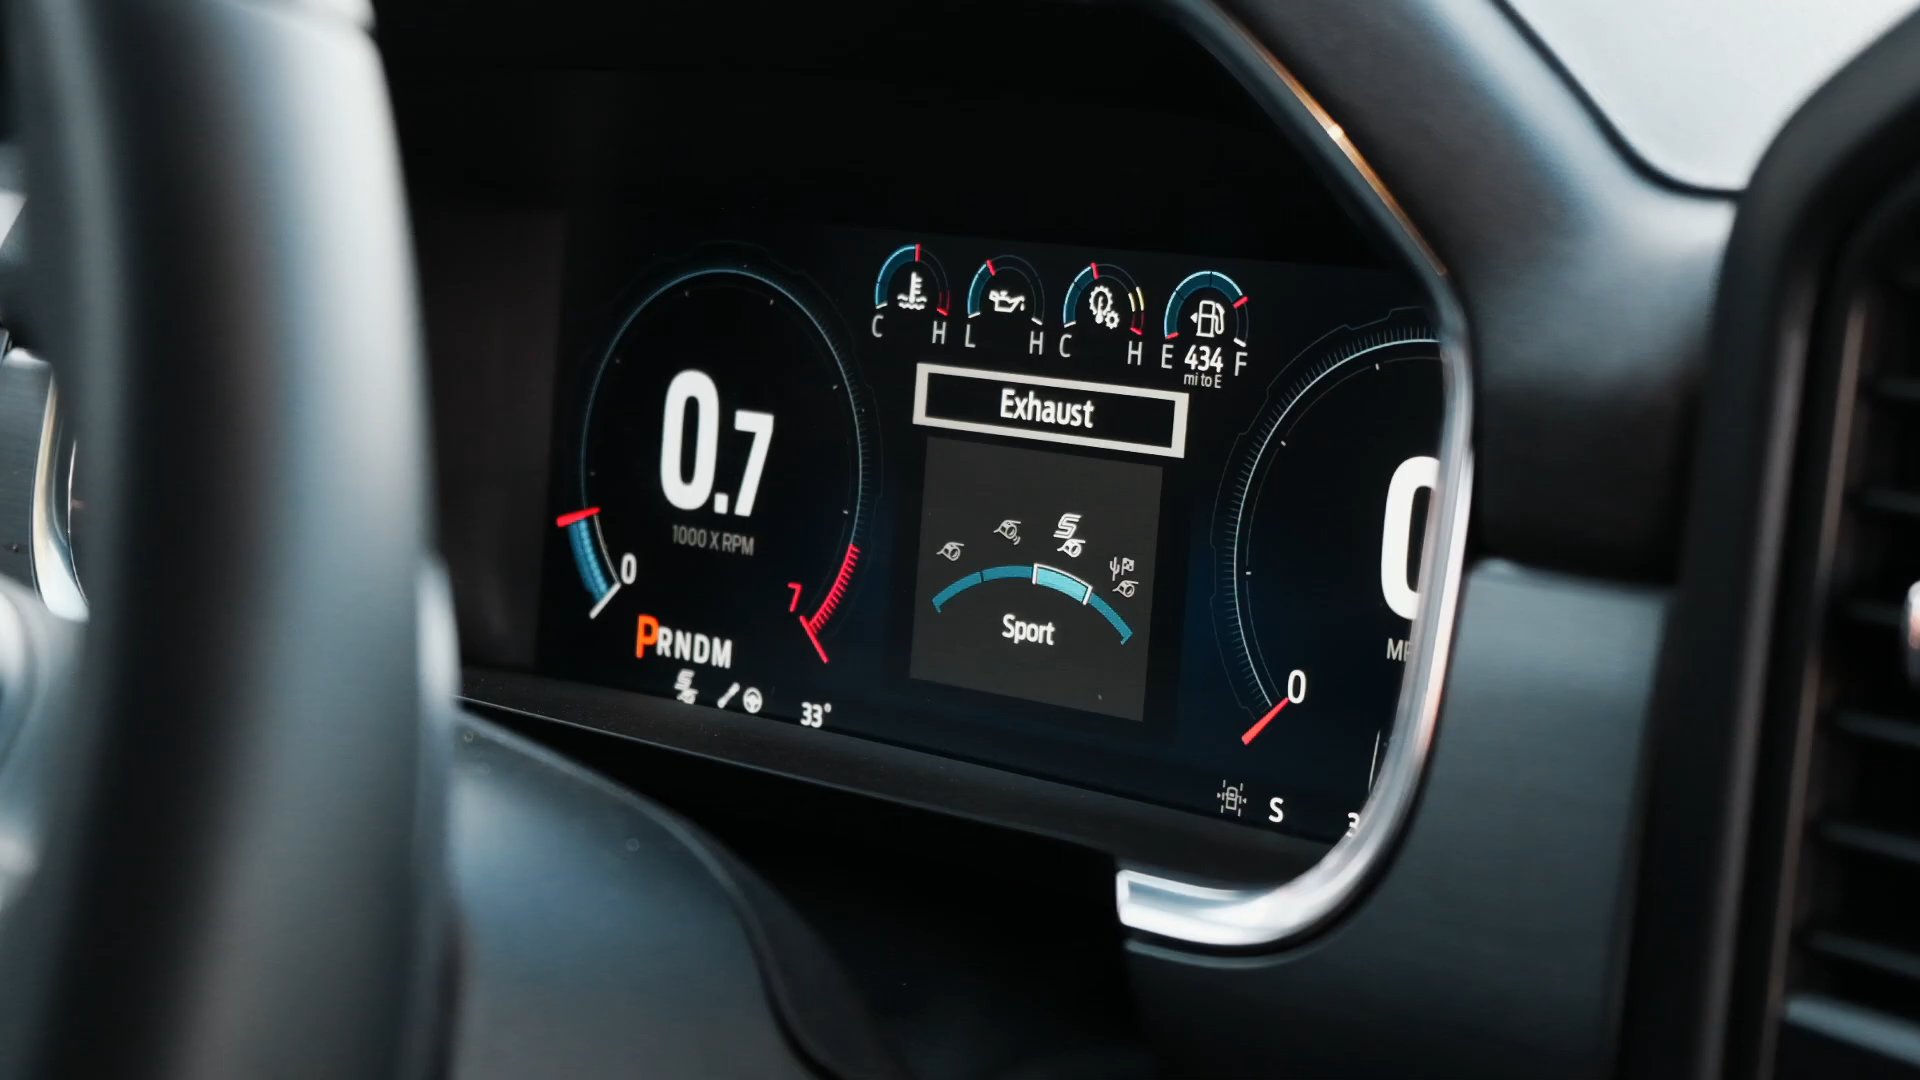 C H L H C H E 434 F
mi to E
Exhaust
0.7
1000 X RPM
0
7
Sport
PRNDM
33°
0
S